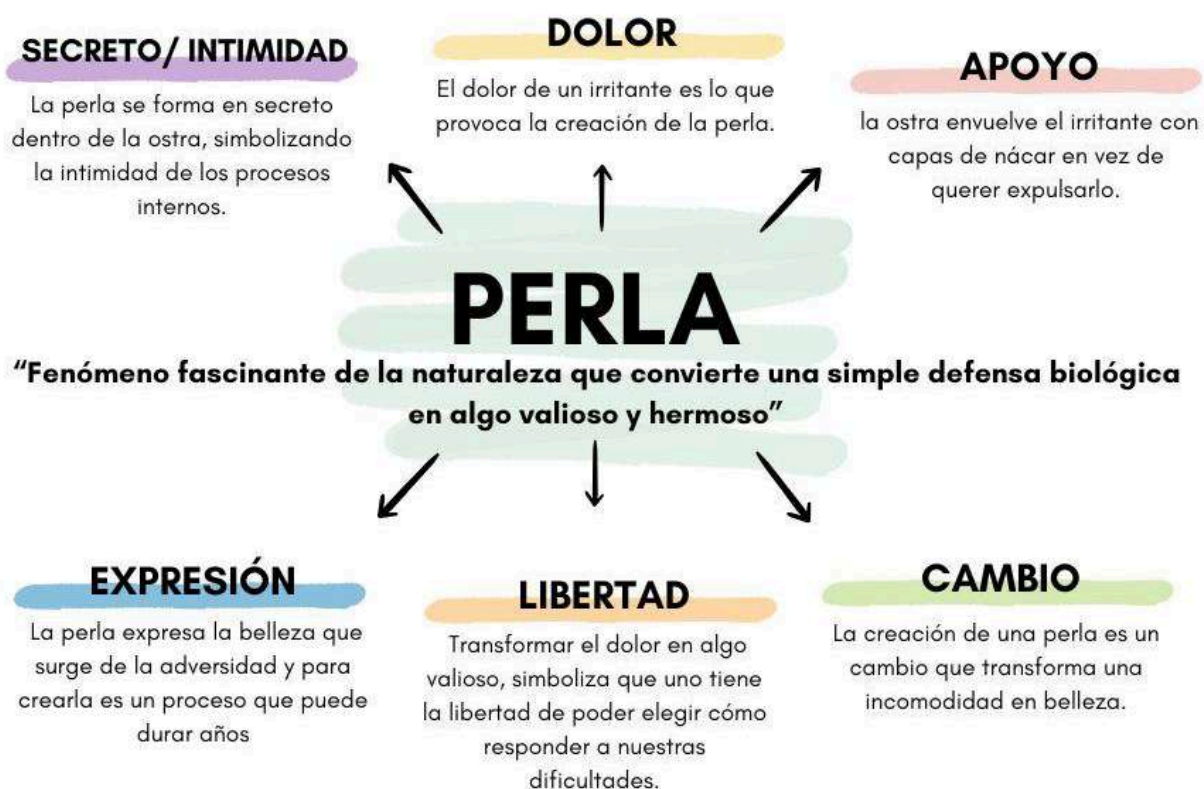 SECRETO/ INTIMIDAD
La perla se forma en secreto
dentro de la ostra, simbolizando
la intimidad de los procesos
internos.
DOLOR
El dolor de un irritante es lo que
provoca la creación de la perla.
APOYO
la ostra envuelve el irritante con
capas de nácar en vez de
querer expulsarlo.
PERLA
“Fenómeno fascinante de la naturaleza que convierte una simple defensa biológica
en algo valioso y hermoso”
EXPRESIÓN
La perla expresa la belleza que
surge de la adversidad y para
crearla es un proceso que puede
durar años
LIBERTAD
Transformar el dolor en algo
valioso, simboliza que uno tiene
la libertad de poder elegir cómo
responder a nuestras
dificultades.
CAMBIO
La creación de una perla es un
cambio que transforma una
incomodidad en belleza.